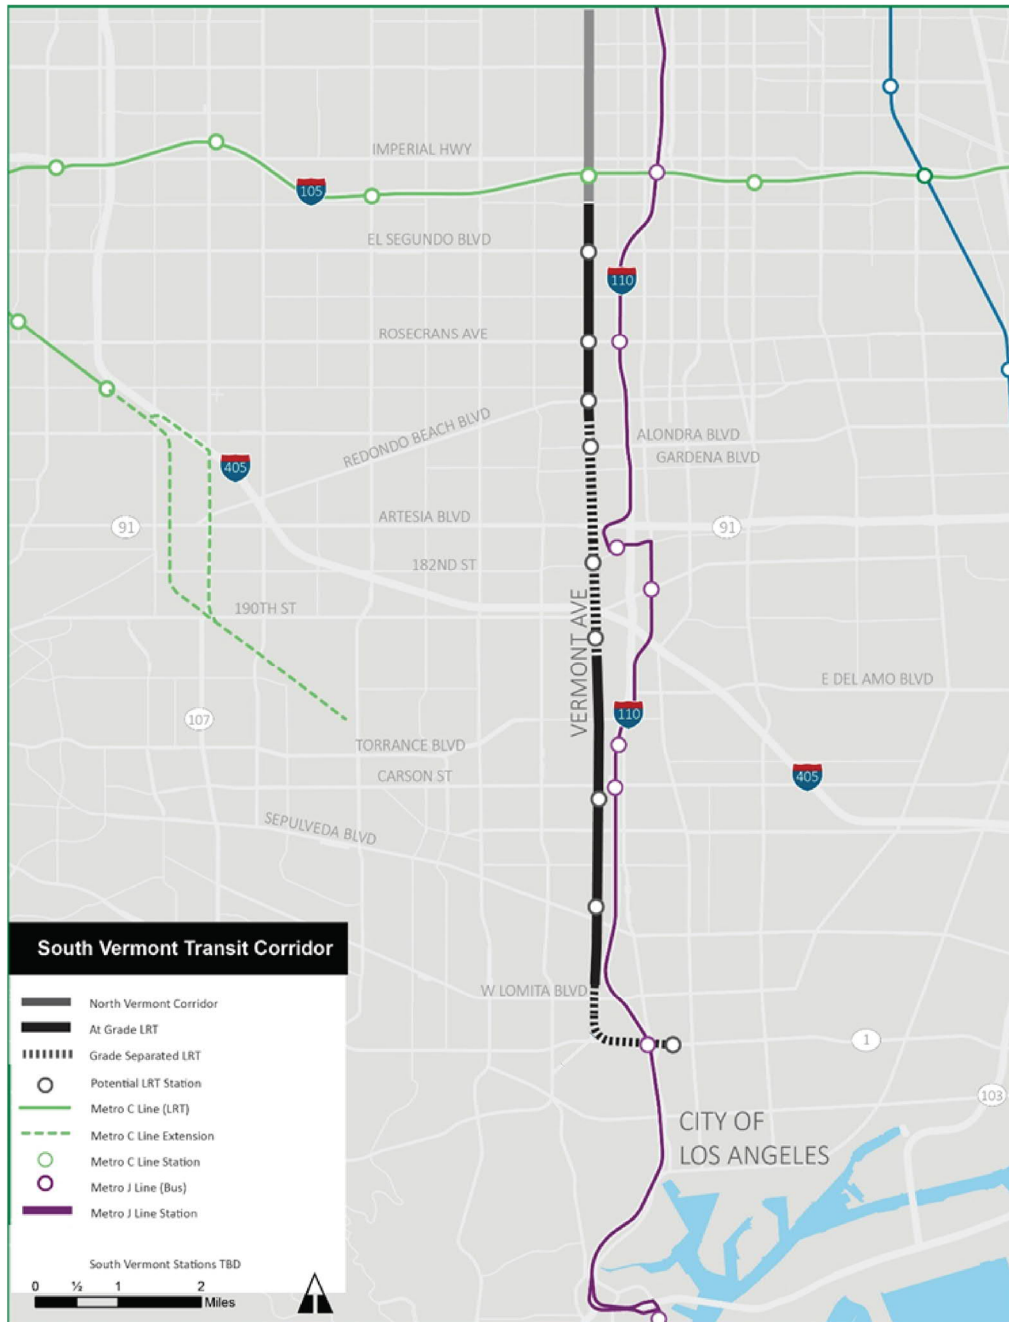 IMPERIAL HWY
105
EL SEGUNDO BLVD
110
ROSECRANS AVE
REDONDO BEACH BLVD
ALONDRA BLVD
GARDENA BLVD
405
91
ARTESIA BLVD
91
182ND ST
190TH ST
VERMONT AVE
E DEL AMO BLVD
107
110
TORRANCE BLVD
CARSON ST
405
SEPULVEDA BLVD
W LOMITA BLVD
1
103
CITY OF
LOS ANGELES
South Vermont Transit Corridor
North Vermont Corridor
At Grade LRT
Grade Separated LRT
Potential LRT Station
Metro C Line (LRT)
Metro C Line Extension
Metro C Line Station
Metro J Line (Bus)
Metro J Line Station
South Vermont Stations TBD
0 ½ 1 2
Miles